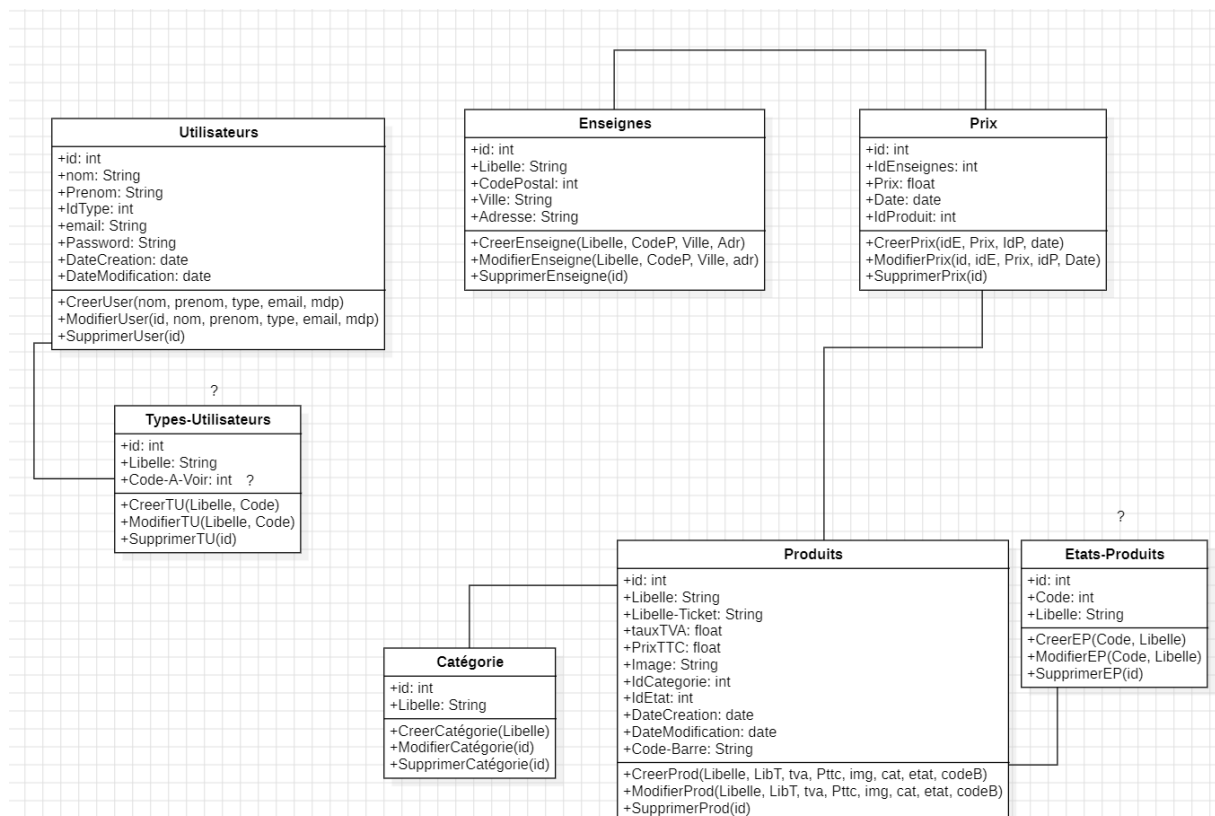 Utilisateurs
+id: int
+nom: String
+Prenom: String
+IdType: int
+email: String
+Password: String
+DateCreation: date
+DateModification: date
+CreerUser(nom, prenom, type, email, mdp)
+ModifierUser(id, nom, prenom, type, email, mdp)
+SupprimerUser(id)
Enseignes
+id: int
+Libelle: String
+CodePostal: int
+Ville: String
+Adresse: String
+CreerEnseigne(Libelle, CodeP, Ville, Adr)
+ModifierEnseigne(Libelle, CodeP, Ville, adr)
+SupprimerEnseigne(id)
Prix
+id: int
+IdEnseignes: int
+Prix: float
+Date: date
+IdProduit: int
+CreerPrix(idE, Prix, IdP, date)
+ModifierPrix(id, idE, Prix, idP, Date)
+SupprimerPrix(id)
?
Types-Utilisateurs
+id: int
+Libelle: String
+Code-A-Voir: int ?
+CreerTU(Libelle, Code)
+ModifierTU(Libelle, Code)
+SupprimerTU(id)
Catégorie
+id: int
+Libelle: String
+CreerCatégorie(Libelle)
+ModifierCatégorie(id)
+SupprimerCatégorie(id)
Produits
+id: int
+Libelle: String
+Libelle-Ticket: String
+tauxTVA: float
+PrixTTC: float
+Image: String
+IdCategorie: int
+IdEtat: int
+DateCreation: date
+DateModification: date
+Code-Barre: String
+CreerProd(Libelle, LibT, tva, Pttc, img, cat, etat, codeB)
+ModifierProd(Libelle, LibT, tva, Pttc, img, cat, etat, codeB)
+SupprimerProd(id)
?
Etats-Produits
+id: int
+Code: int
+Libelle: String
+CreerEP(Code, Libelle)
+ModifierEP(Code, Libelle)
+SupprimerEP(id)